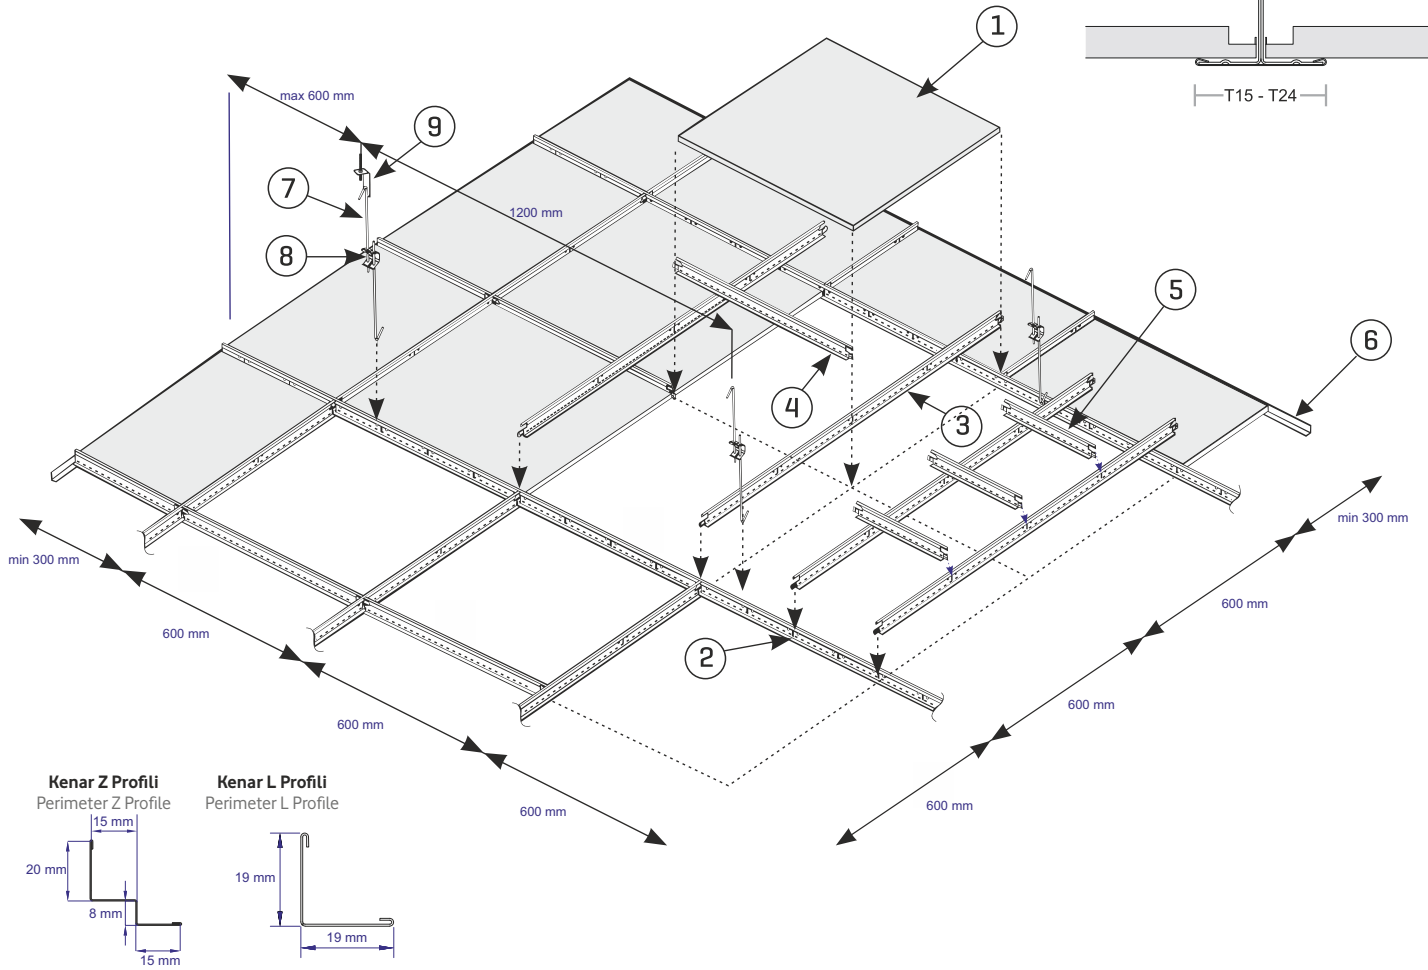 1
T15 - T24
max 600 mm
9
7
1200 mm
8
5
6
4
3
min 300 mm
min 300 mm
600 mm
600 mm
2
600 mm
600 mm
600 mm
600 mm
Kenar Z Profili
Perimeter Z Profile
15 mm
20 mm
8 mm
15 mm
Kenar L Profili
Perimeter L Profile
19 mm
19 mm